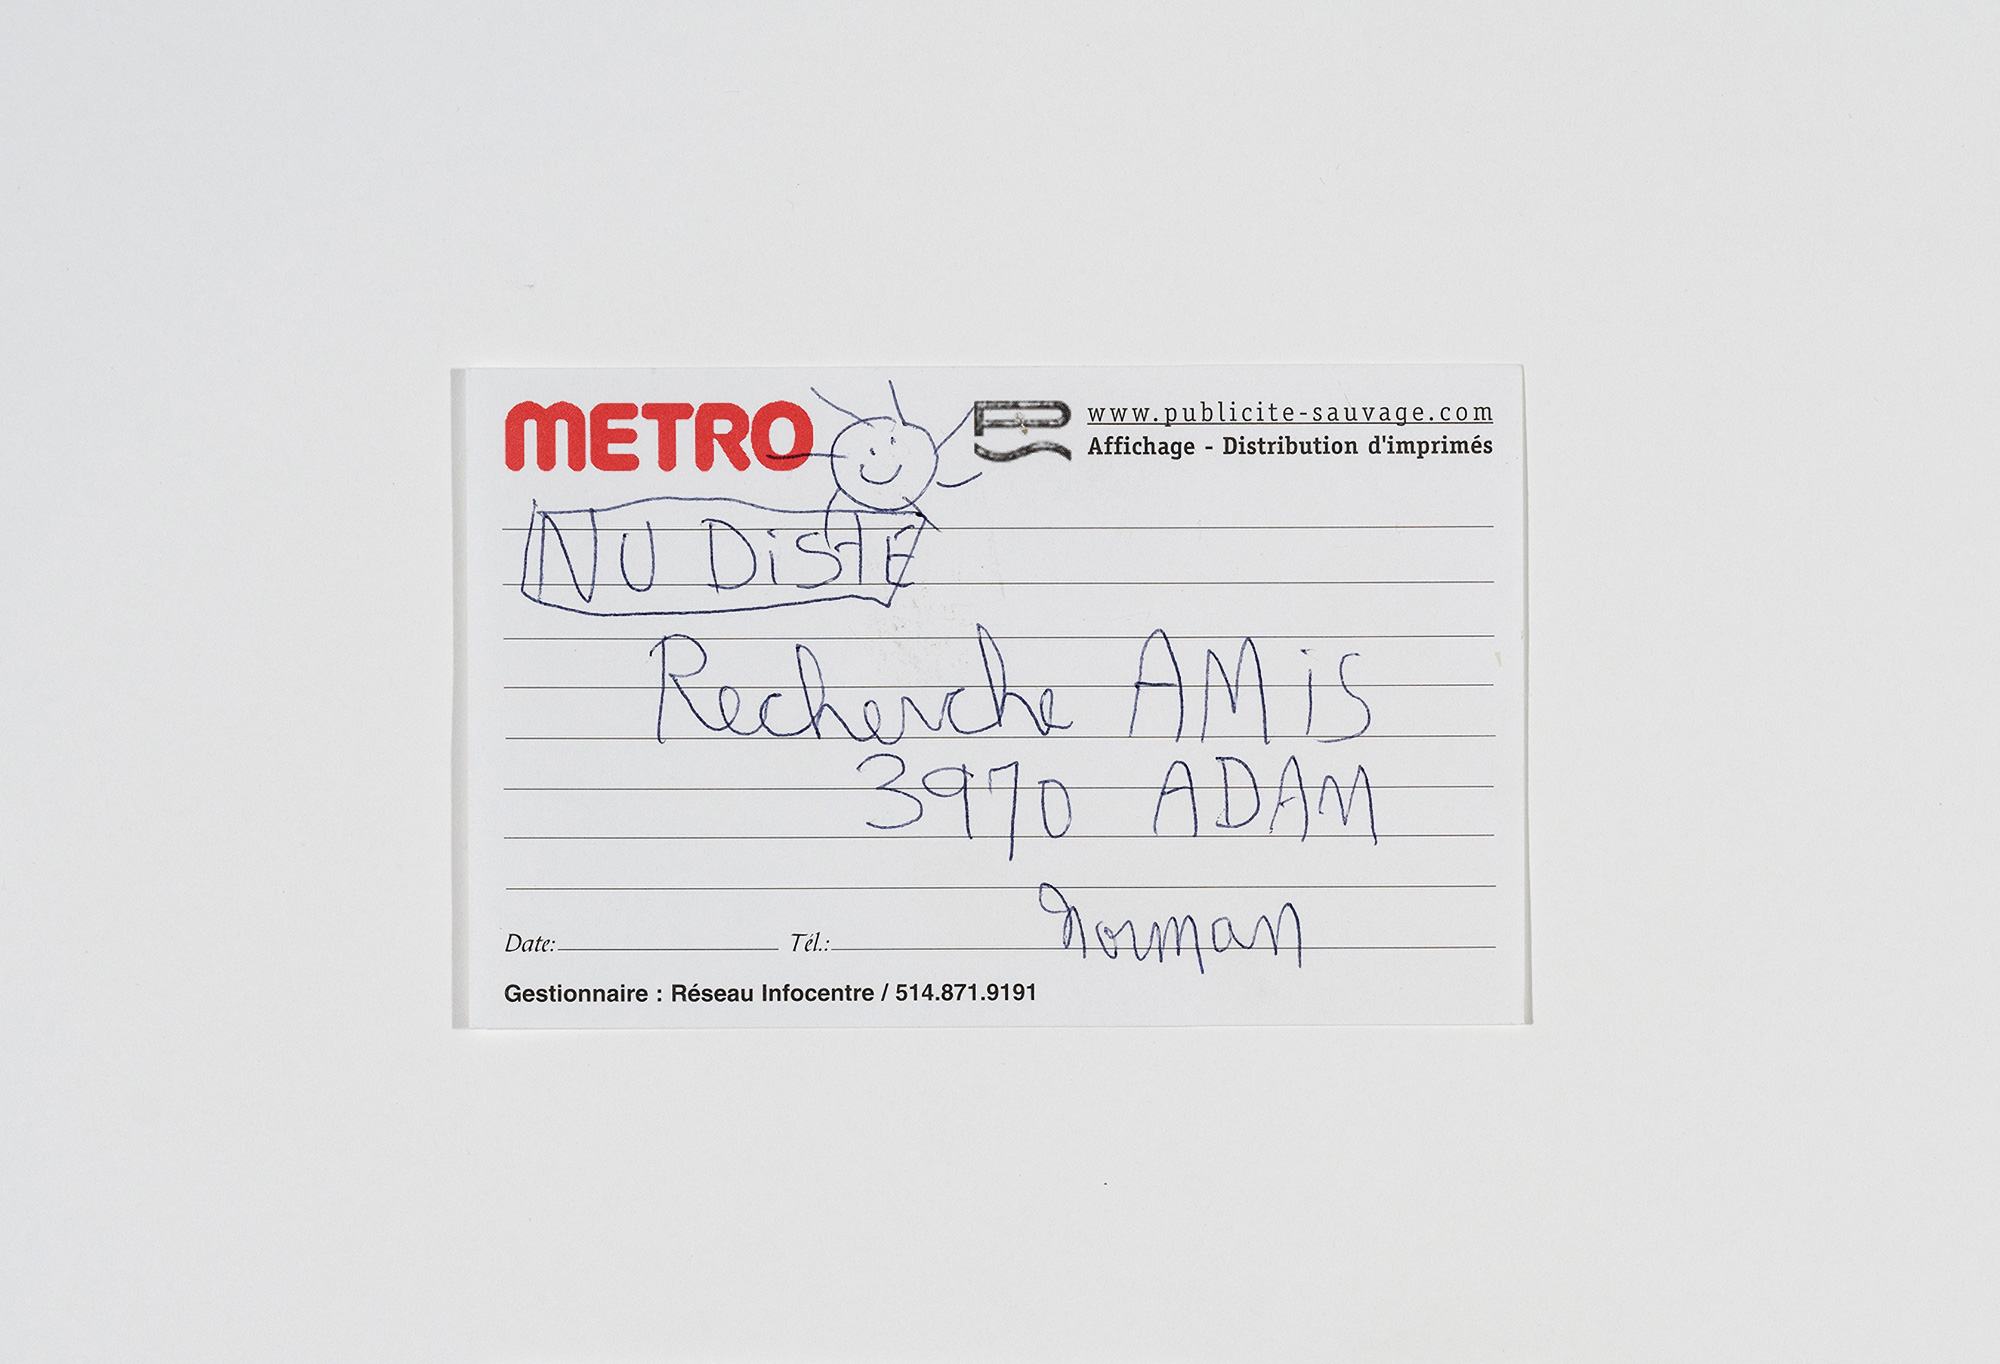 METRO
www.publicite-sauvage.com
Affichage - Distribution d'imprimés
NU DiSTE
Recherche AMiS
3970 ADAM
Norman
Date: Tél.:
Gestionnaire : Réseau Infocentre / 514.871.9191